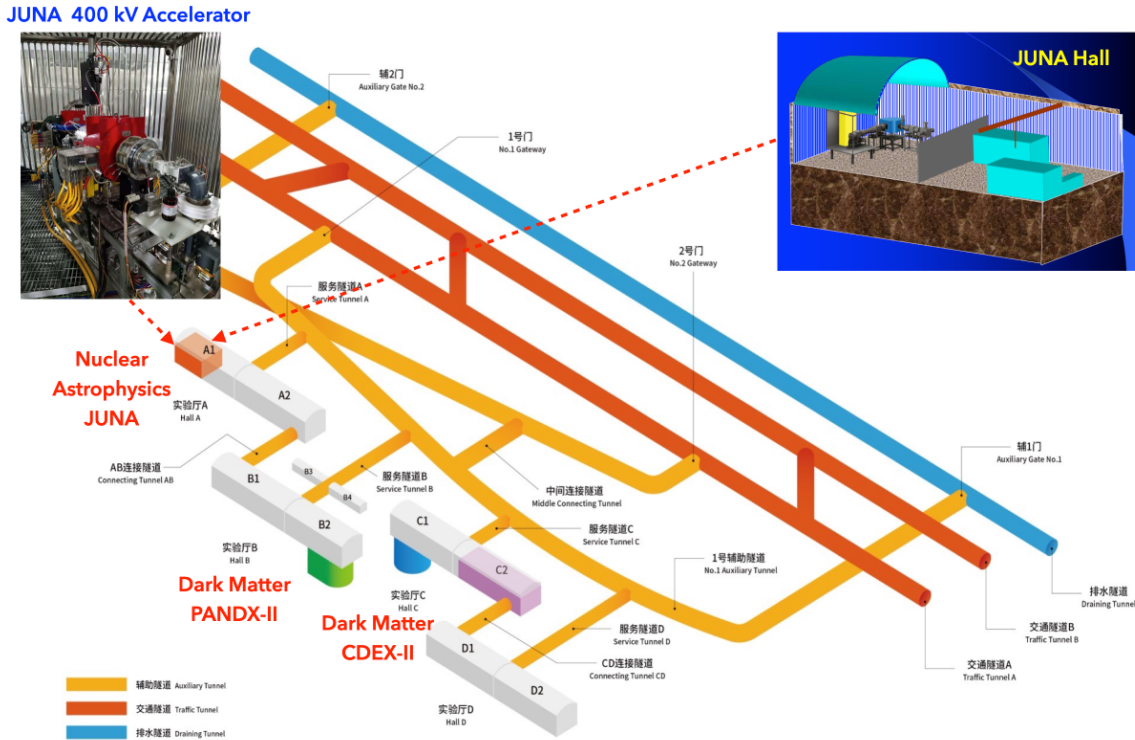 JUNA 400 kV Accelerator
JUNA Hall
辅2门
Auxiliary Gate No.2
1号门
No.1 Gateway
2号门
No.2 Gateway
服务隧道A
Service Tunnel A
A1
A2
Nuclear
Astrophysics
JUNA
实验厅A
Hall A
AB连接隧道
Connecting Tunnel AB
B1
B2
B3
B4
服务隧道B
Service Tunnel B
中间连接隧道
Middle Connecting Tunnel
辅1门
Auxiliary Gate No.1
C1
C2
服务隧道C
Service Tunnel C
1号辅助隧道
No.1 Auxiliary Tunnel
实验厅B
Hall B
Dark Matter
PANDX-II
实验厅C
Hall C
Dark Matter
CDEX-II
排水隧道
Draining Tunnel
服务隧道D
Service Tunnel D
交通隧道B
Traffic Tunnel B
CD连接隧道
Connecting Tunnel CD
交通隧道A
Traffic Tunnel A
D1
D2
实验厅D
Hall D
辅助隧道 Auxiliary Tunnel
交通隧道 Traffic Tunnel
排水隧道 Draining Tunnel